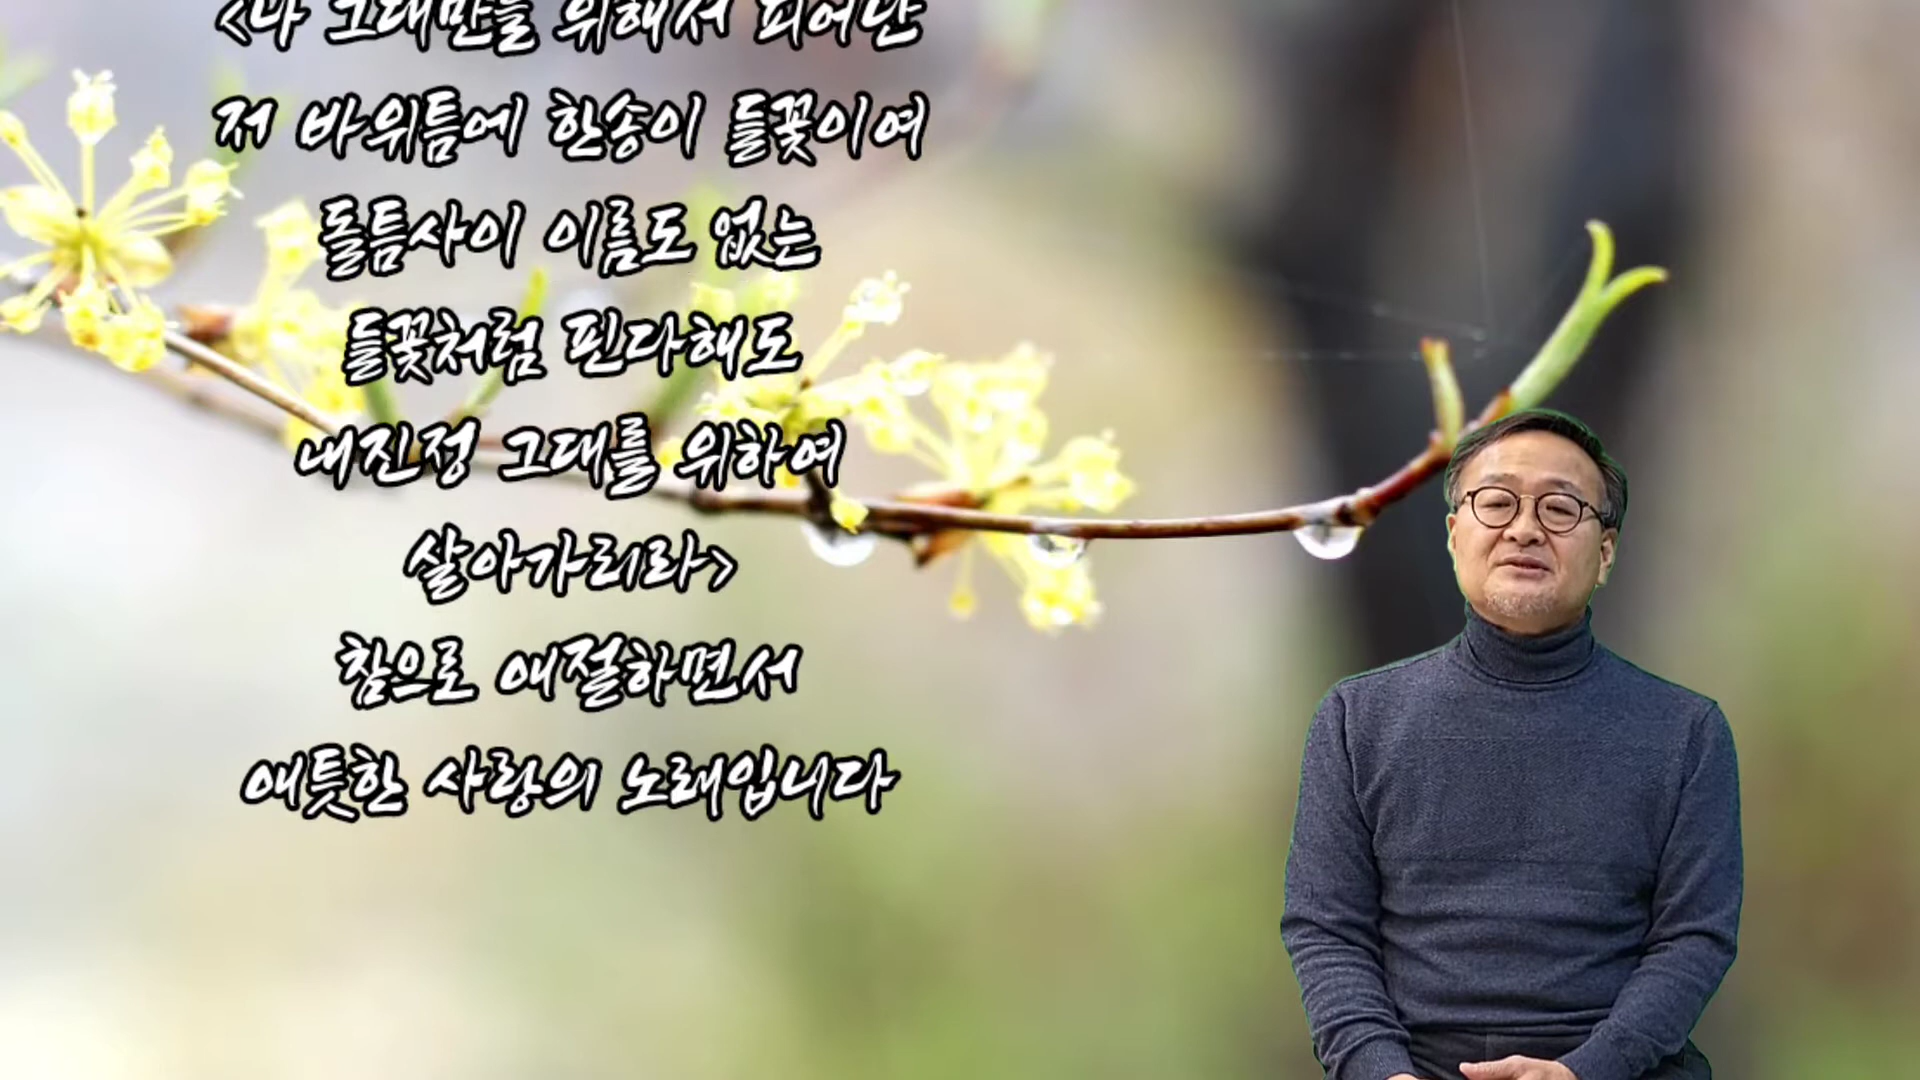 <나 그대만을 위해서 피어난
저 바위틈에 한송이 들꽃이여
돌틈사이 이름도 없는
들꽃처럼 핀다해도
내진정 그대를 위하여
살아가리라>
참으로 애절하면서
애틋한 사랑의 노래입니다